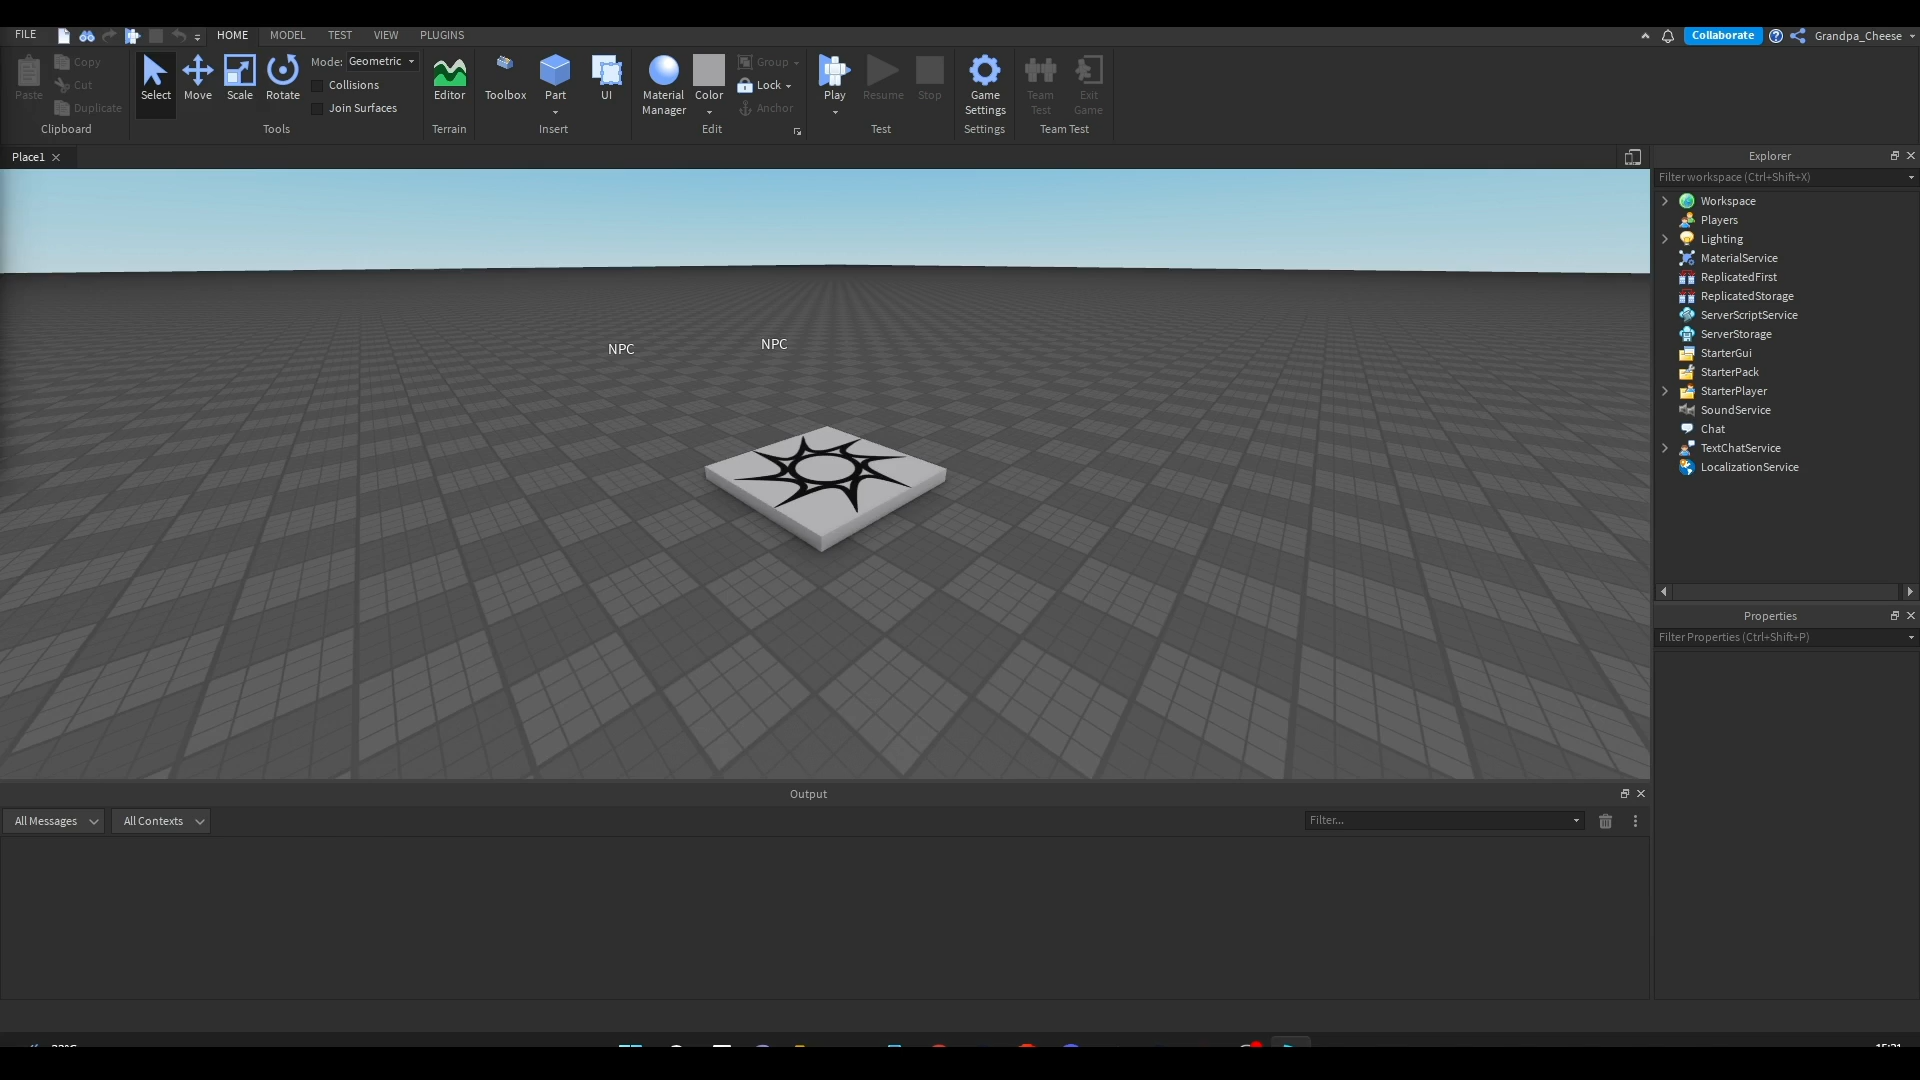 FILE HOME MODEL TEST VIEW PLUGINS Collaborate Grandpa_Cheese
Paste Copy Cut Duplicate Clipboard
Select Move Scale Rotate Mode: Geometric Collisions Join Surfaces Tools
Editor Terrain
Toolbox Part UI Insert
Material Manager Color Group Lock Anchor Edit
Play Resume Stop Test
Game Settings Settings
Team Test Exit Game Team Test
Place1
NPC
NPC
Explorer
Filter workspace (Ctrl+Shift+X)
Workspace
Players
Lighting
MaterialService
ReplicatedFirst
ReplicatedStorage
ServerScriptService
ServerStorage
StarterGui
StarterPack
StarterPlayer
SoundService
Chat
TextChatService
LocalizationService
Properties
Filter Properties (Ctrl+Shift+P)
Output
All Messages All Contexts Filter...